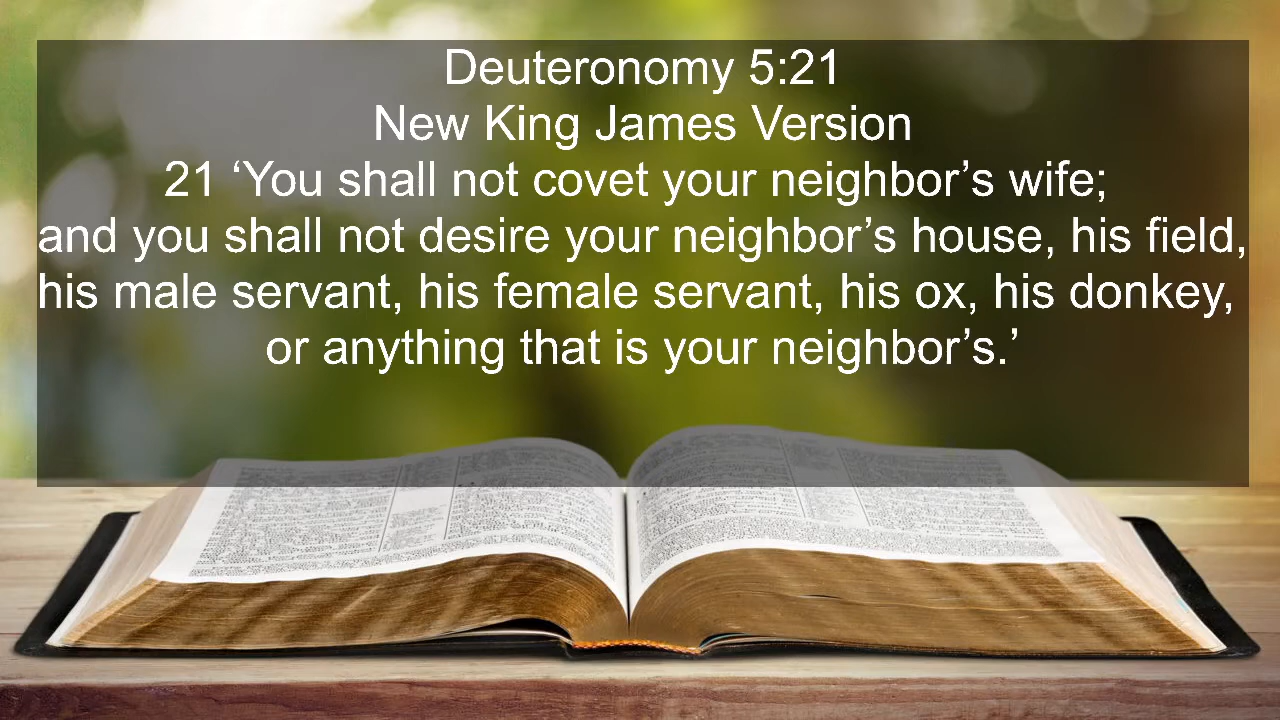 Deuteronomy 5:21
New King James Version
21 ‘You shall not covet your neighbor’s wife;
and you shall not desire your neighbor’s house, his field,
his male servant, his female servant, his ox, his donkey,
or anything that is your neighbor’s.’